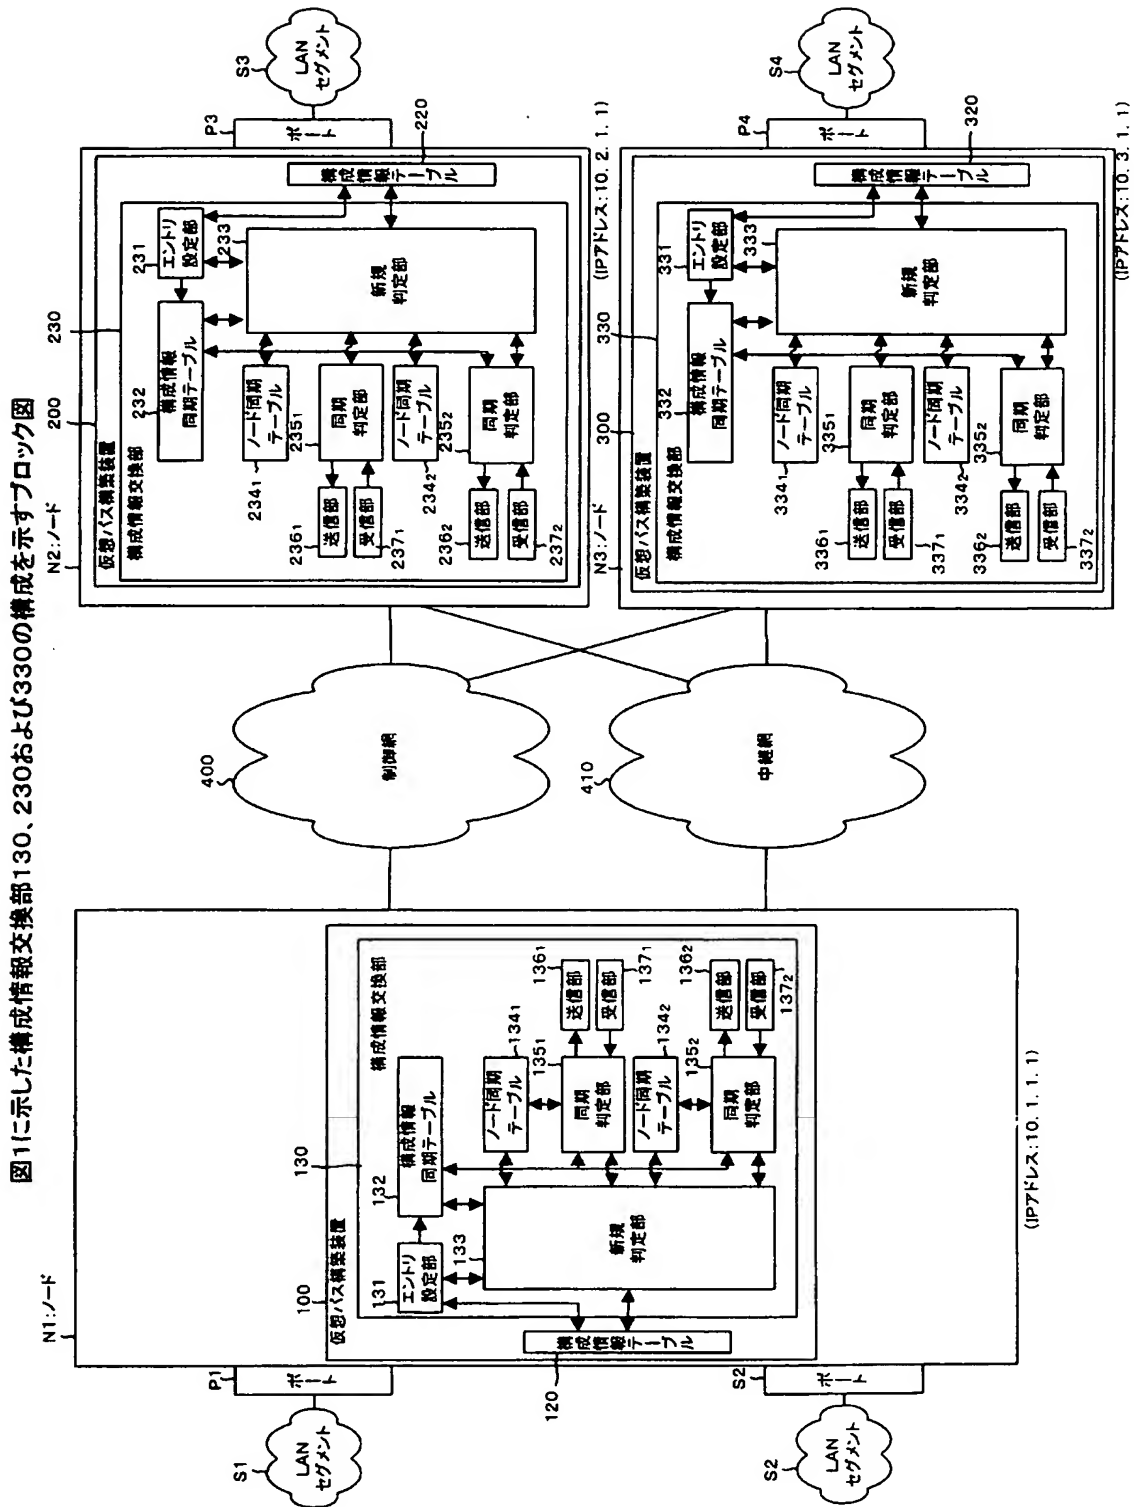 図1に示した構成情報交換部130、230および330の構成を示すブロック図
N1:ノード
100
仮想パス構築装置
130
構成情報交換部
131
エントリ
設定部
132
構成情報
同期テーブル
133
新規
判定部
1341
ノード同期
テーブル
1351
同期
判定部
1361
送信部
1371
受信部
1342
ノード同期
テーブル
1352
同期
判定部
1362
送信部
1372
受信部
120
構成情報テーブル
P1
ポート
S1
LAN
セグメント
S2
ポート
S2
LAN
セグメント
(IPアドレス:10. 1. 1. 1)
400
制御網
410
中継網
N2:ノード
200
仮想パス構築装置
230
構成情報交換部
231
エントリ
設定部
232
構成情報
同期テーブル
233
新規
判定部
2341
ノード同期
テーブル
2351
同期
判定部
2361
送信部
2371
受信部
2342
ノード同期
テーブル
2352
同期
判定部
2362
送信部
2372
受信部
220
構成情報テーブル
P3
ポート
S3
LAN
セグメント
(IPアドレス:10. 2. 1. 1)
N3:ノード
300
仮想パス構築装置
330
構成情報交換部
331
エントリ
設定部
332
構成情報
同期テーブル
333
新規
判定部
3341
ノード同期
テーブル
3351
同期
判定部
3361
送信部
3371
受信部
3342
ノード同期
テーブル
3352
同期
判定部
3362
送信部
3372
受信部
320
構成情報テーブル
P4
ポート
S4
LAN
セグメント
(IPアドレス:10. 3. 1. 1)